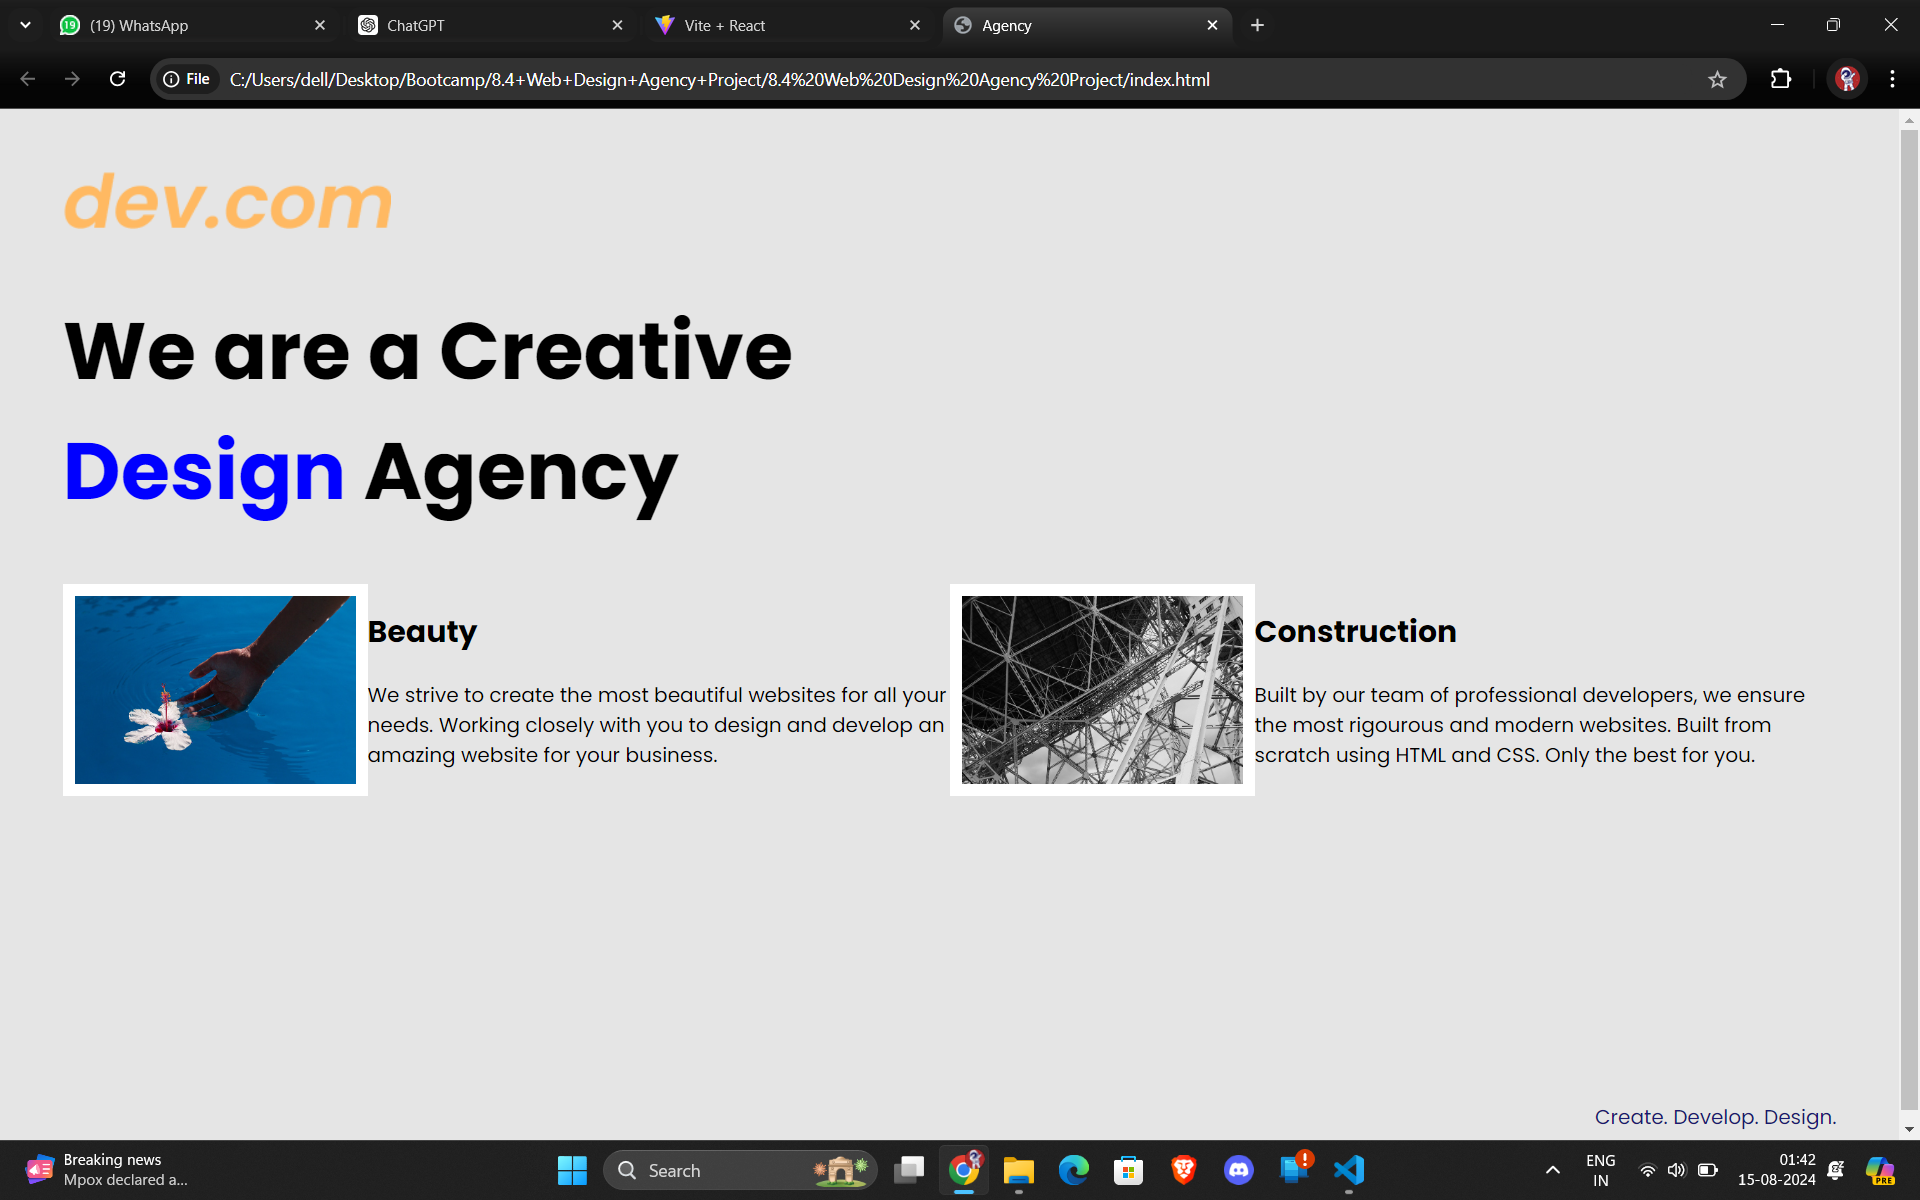 19
(19) WhatsApp
ChatGPT
Vite + React
Agency
File
C:/Users/dell/Desktop/Bootcamp/8.4+Web+Design+Agency+Project/8.4%20Web%20Design%20Agency%20Project/index.html
dev.com
We are a Creative
Design Agency
Beauty
We strive to create the most beautiful websites for all your
needs. Working closely with you to design and develop an
amazing website for your business.
Construction
Built by our team of professional developers, we ensure
the most rigourous and modern websites. Built from
scratch using HTML and CSS. Only the best for you.
Create. Develop. Design.
Breaking news
Mpox declared a...
Search
ENG
IN
01:42
15-08-2024
PRE